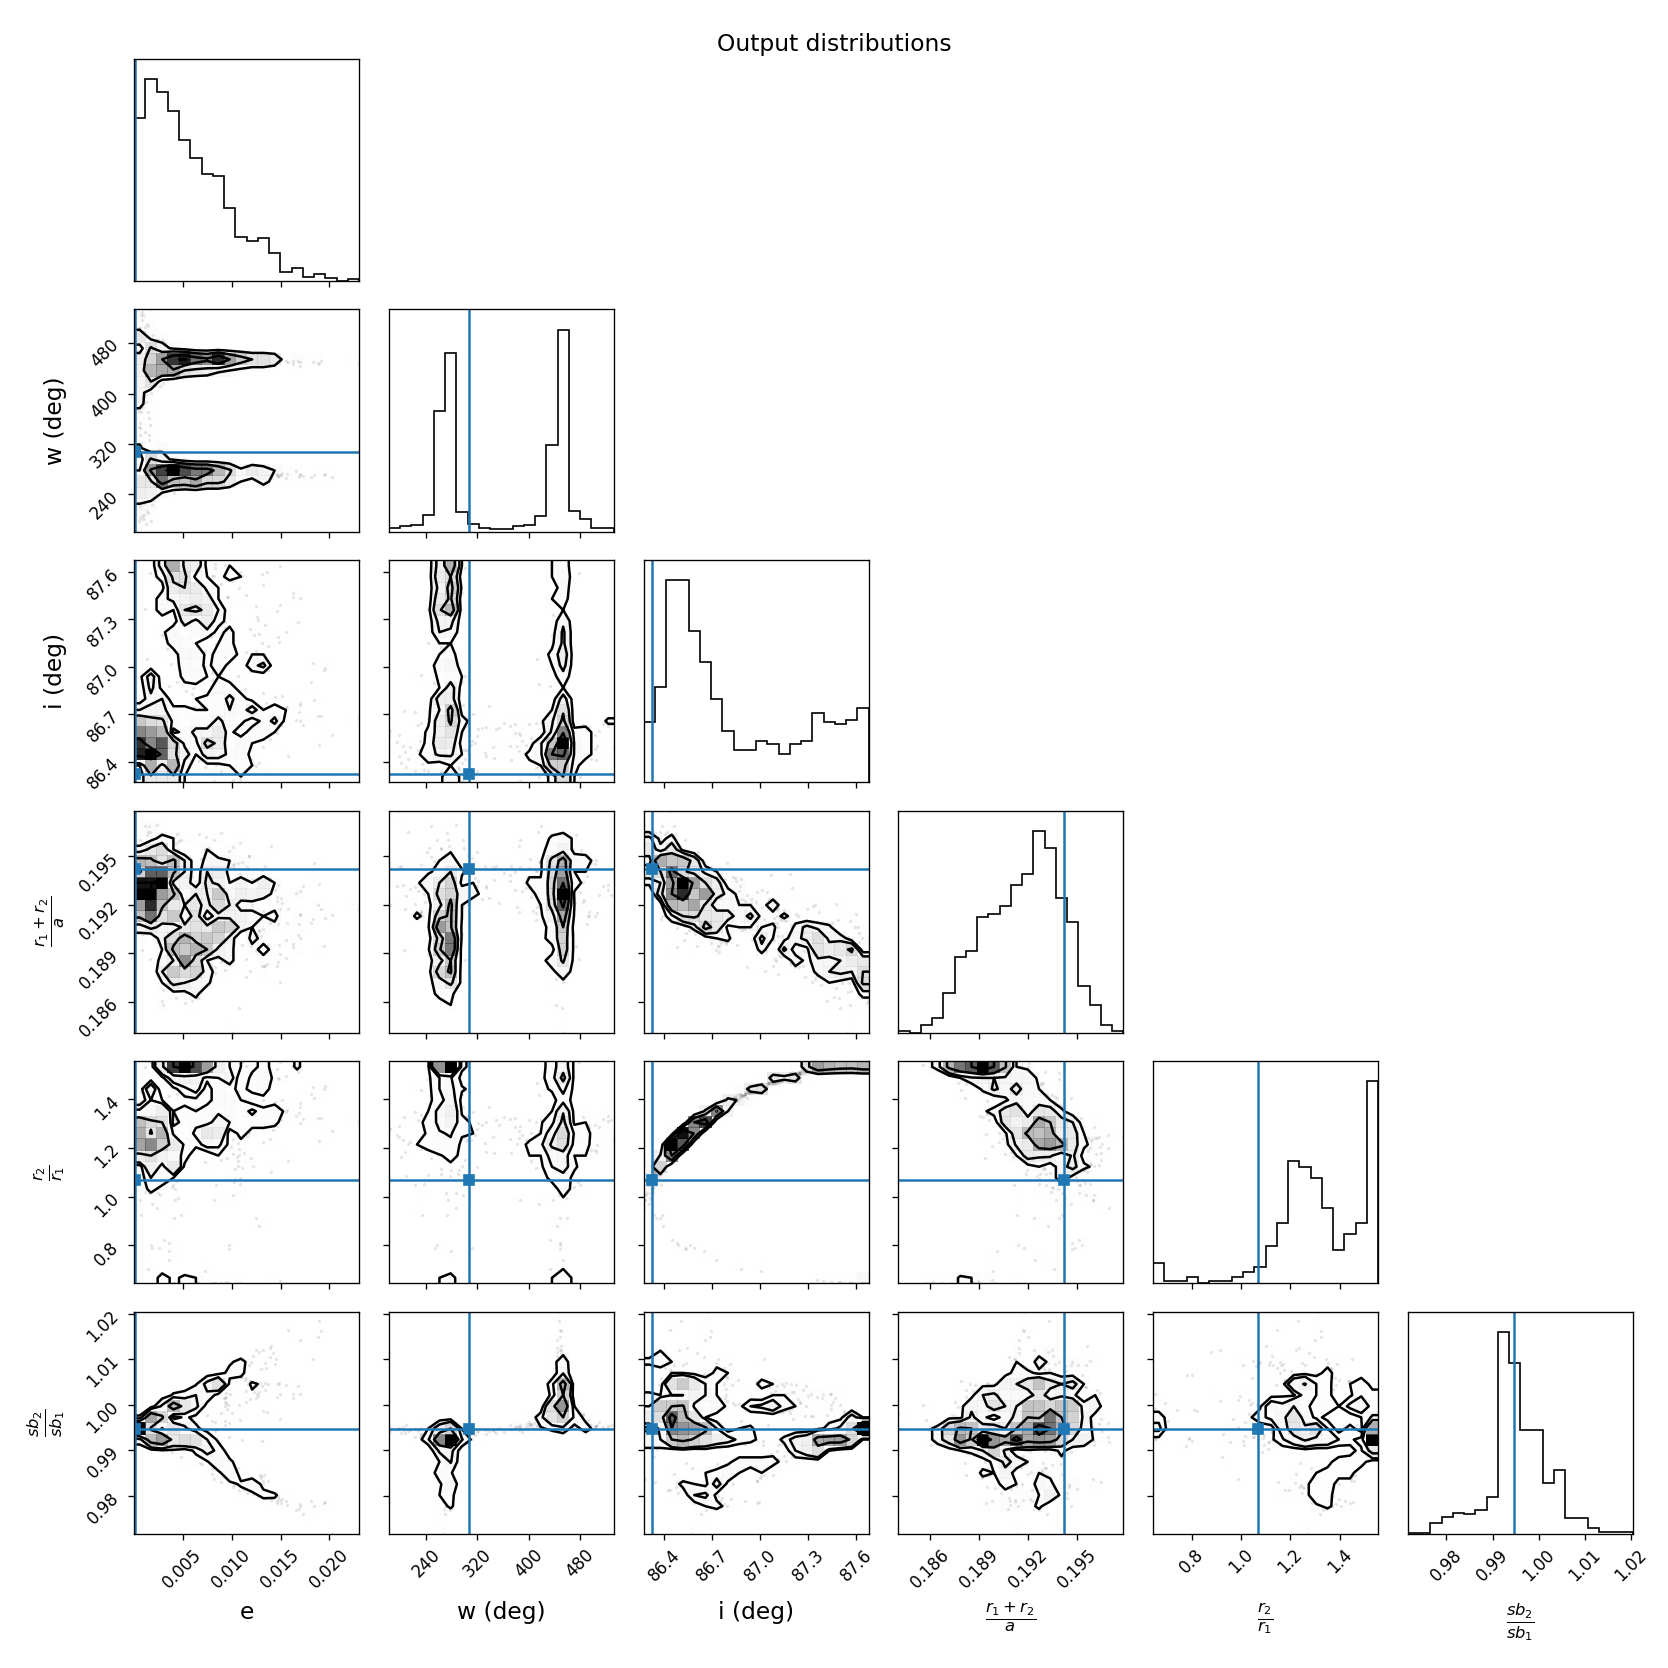 Output distributions
480
400
320
240
w (deg)
87.6
87.3
87.0
86.7
86.4
i (deg)
0.195
0.192
0.189
0.186
r₁ + r₂
a
1.4
1.2
1.0
0.8
r₂
r₁
1.02
1.01
1.00
0.99
0.98
sb₂
sb₁
0.005 0.010 0.015 0.020
240 320 400 480
86.4 86.7 87.0 87.3 87.6
0.186 0.189 0.192 0.195
0.8 1.0 1.2 1.4
0.98 0.99 1.00 1.01 1.02
e
w (deg)
i (deg)
r₁ + r₂
a
r₂
r₁
sb₂
sb₁